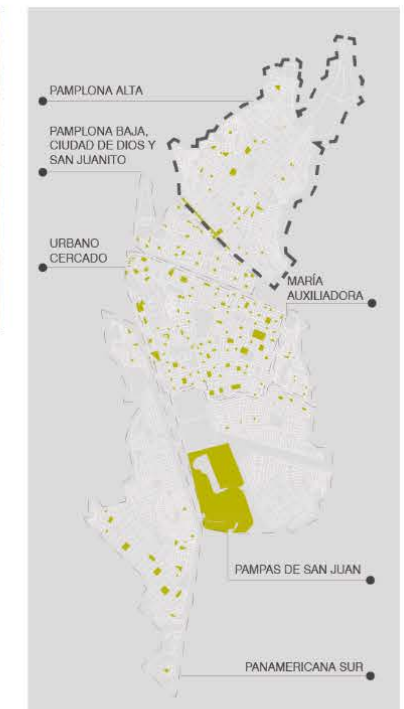 PAMPLONA ALTA
PAMPLONA BAJA,
CIUDAD DE DIOS Y
SAN JUANITO
URBANO
CERCADO
MARÍA
AUXILIADORA
PAMPAS DE SAN JUAN
PANAMERICANA SUR